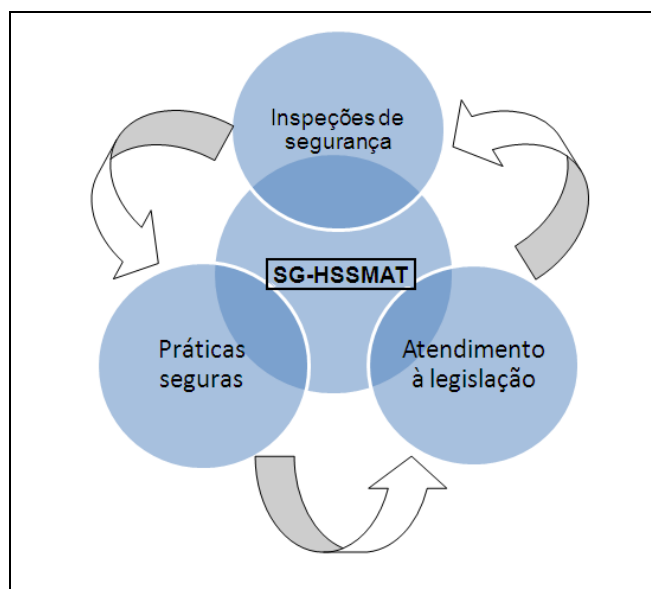 Inspeções de
segurança
SG-HSSMAT
Práticas
seguras
Atendimento
à legislação